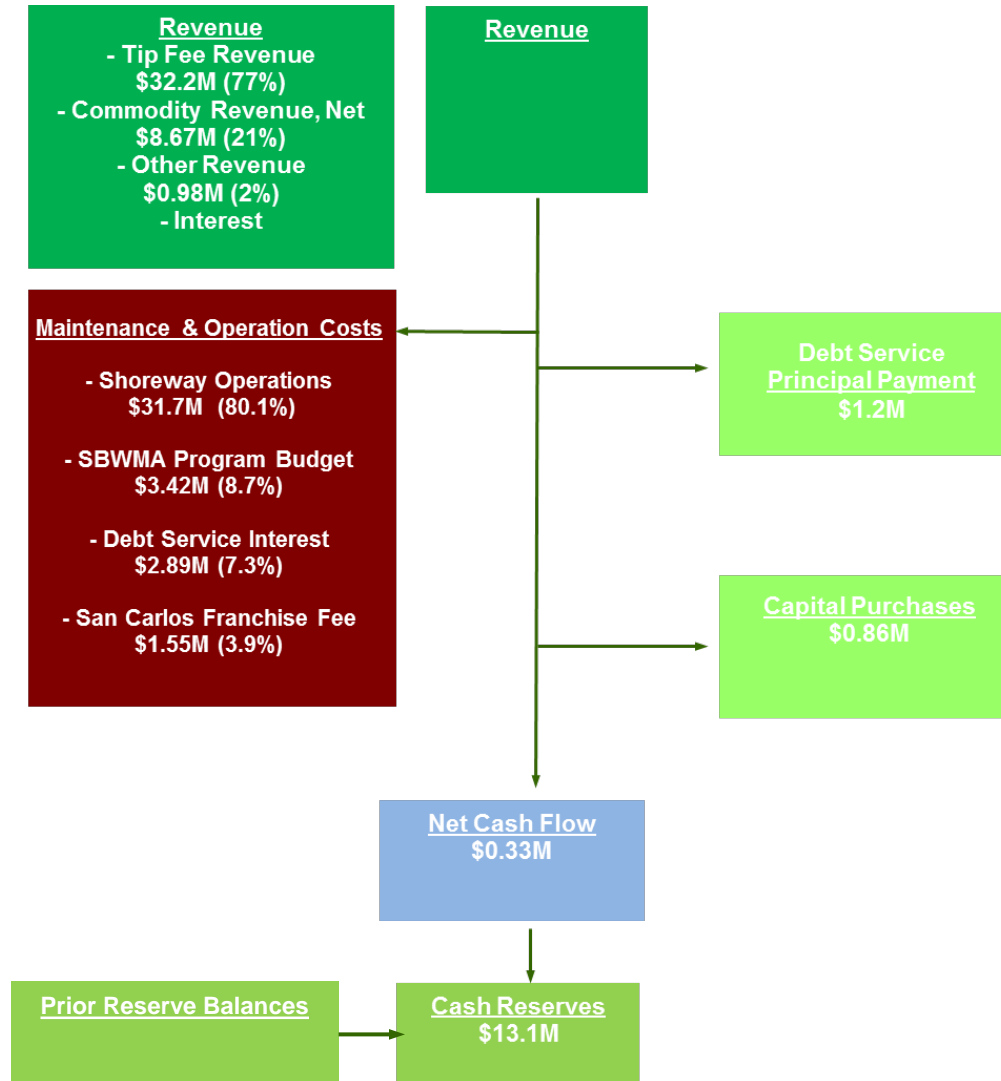 Revenue
- Tip Fee Revenue
$32.2M (77%)
- Commodity Revenue, Net
$8.67M (21%)
- Other Revenue
$0.98M (2%)
- Interest
Revenue
Maintenance & Operation Costs
- Shoreway Operations
$31.7M (80.1%)
- SBWMA Program Budget
$3.42M (8.7%)
- Debt Service Interest
$2.89M (7.3%)
- San Carlos Franchise Fee
$1.55M (3.9%)
Debt Service
Principal Payment
$1.2M
Capital Purchases
$0.86M
Net Cash Flow
$0.33M
Prior Reserve Balances
Cash Reserves
$13.1M